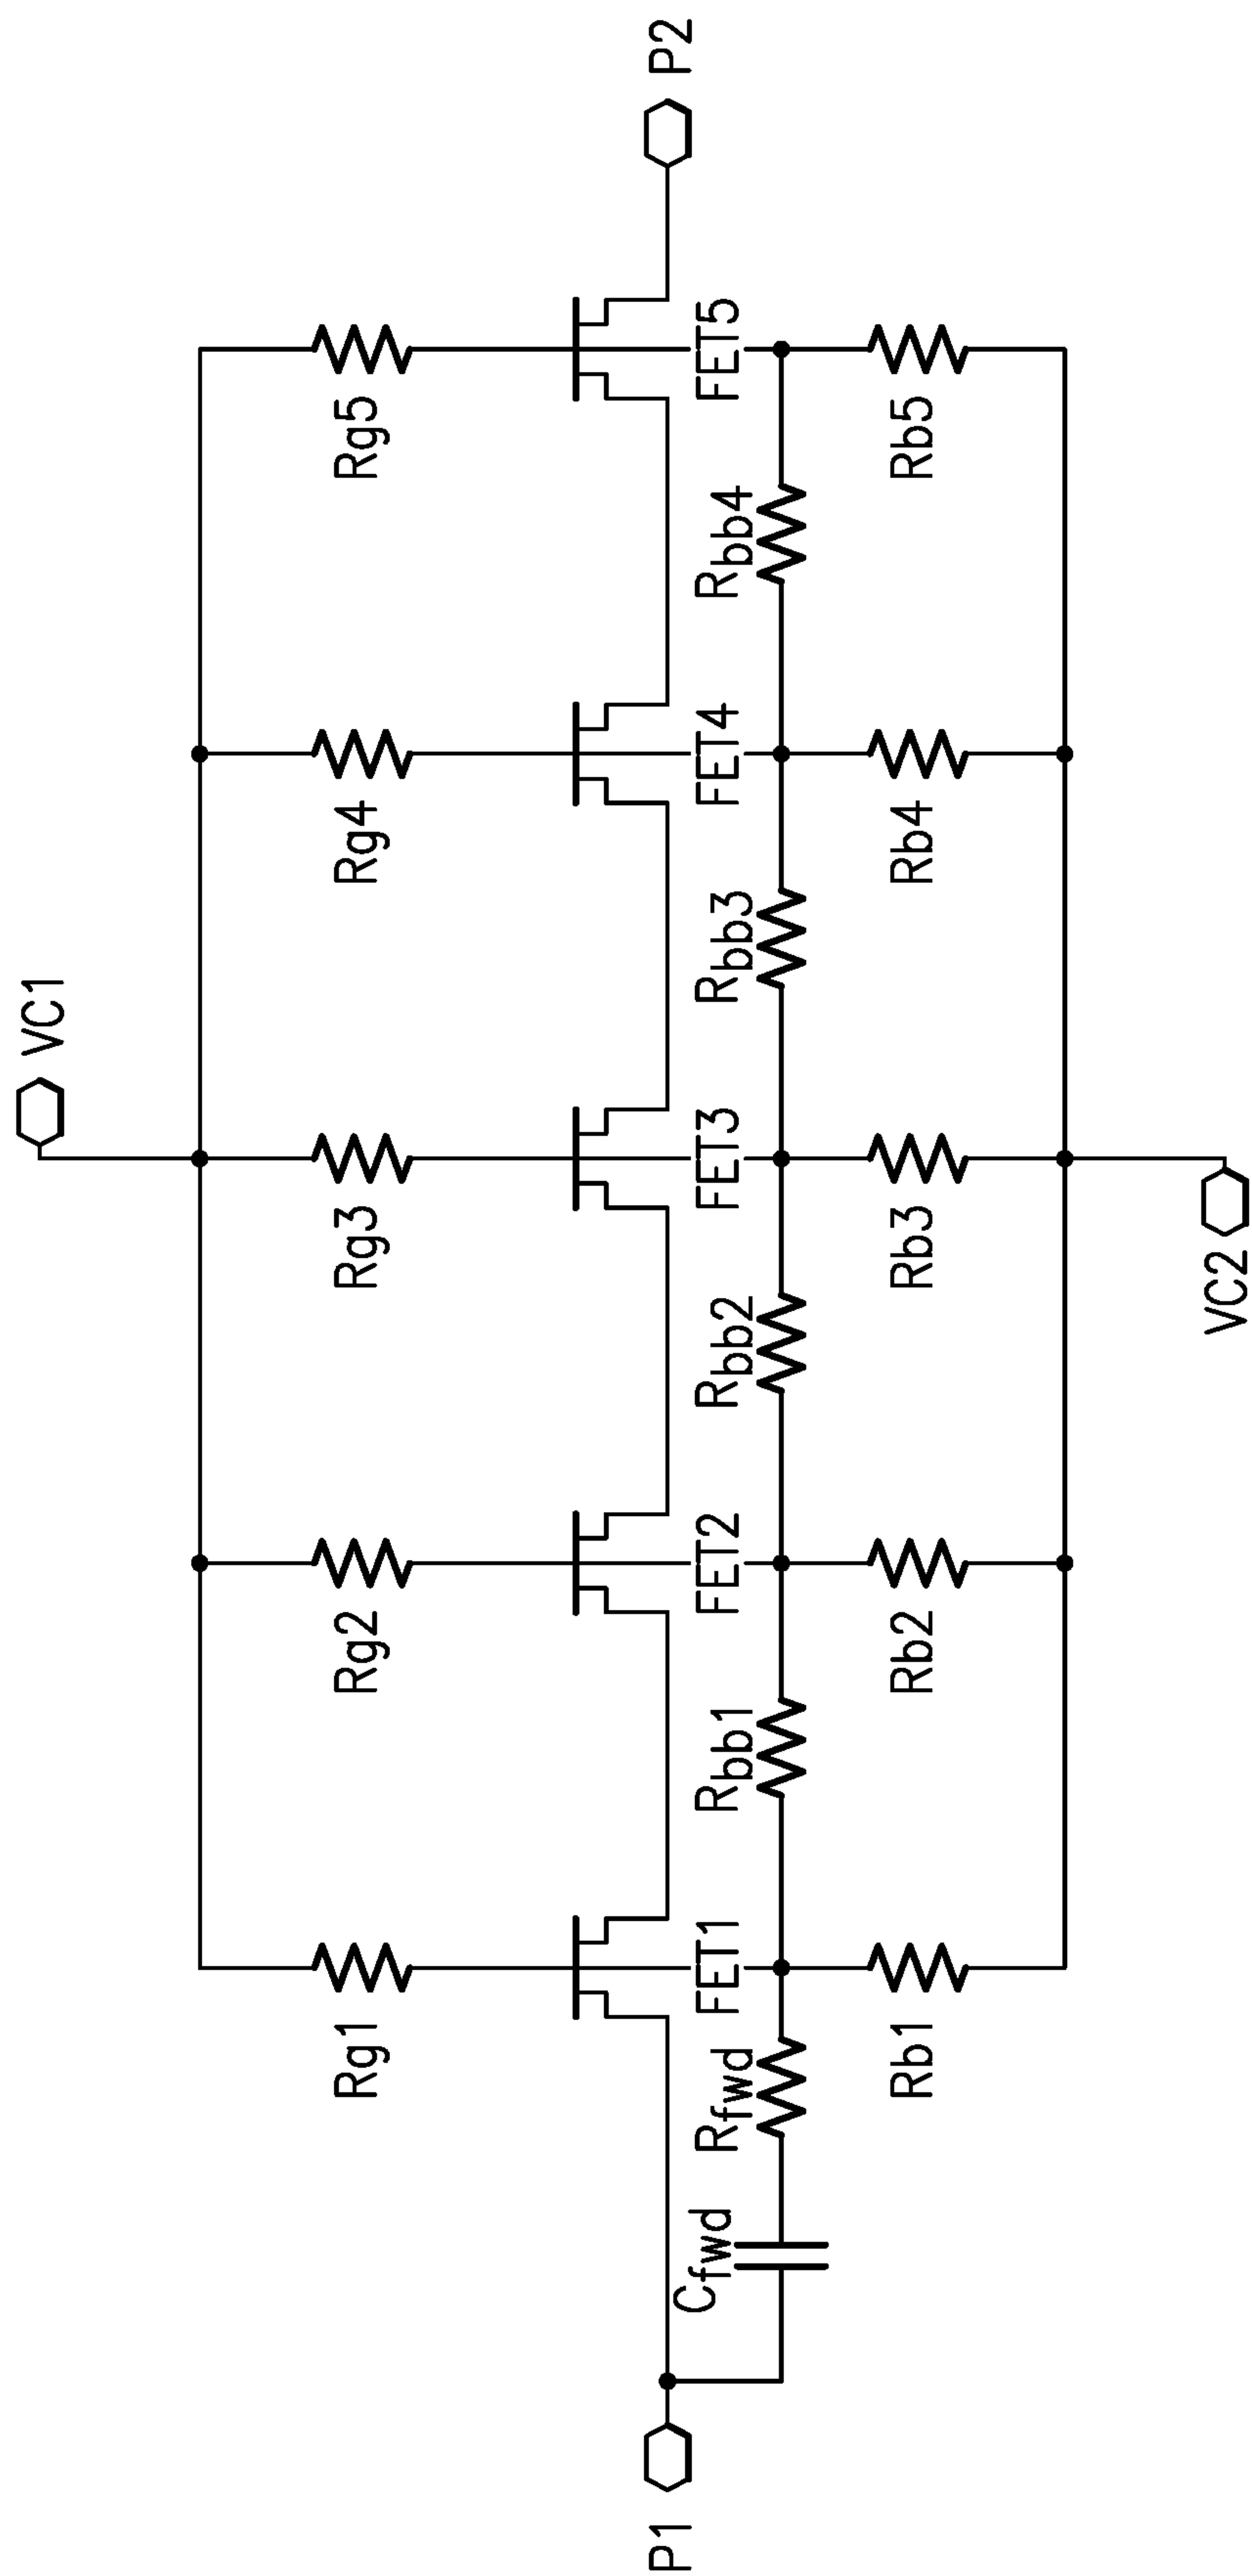 VC1
Rg1
Rg2
Rg3
Rg4
Rg5
P1
P2
FET1
FET2
FET3
FET4
FET5
Cfwd
Rfwd
Rbb1
Rbb2
Rbb3
Rbb4
Rb1
Rb2
Rb3
Rb4
Rb5
VC2